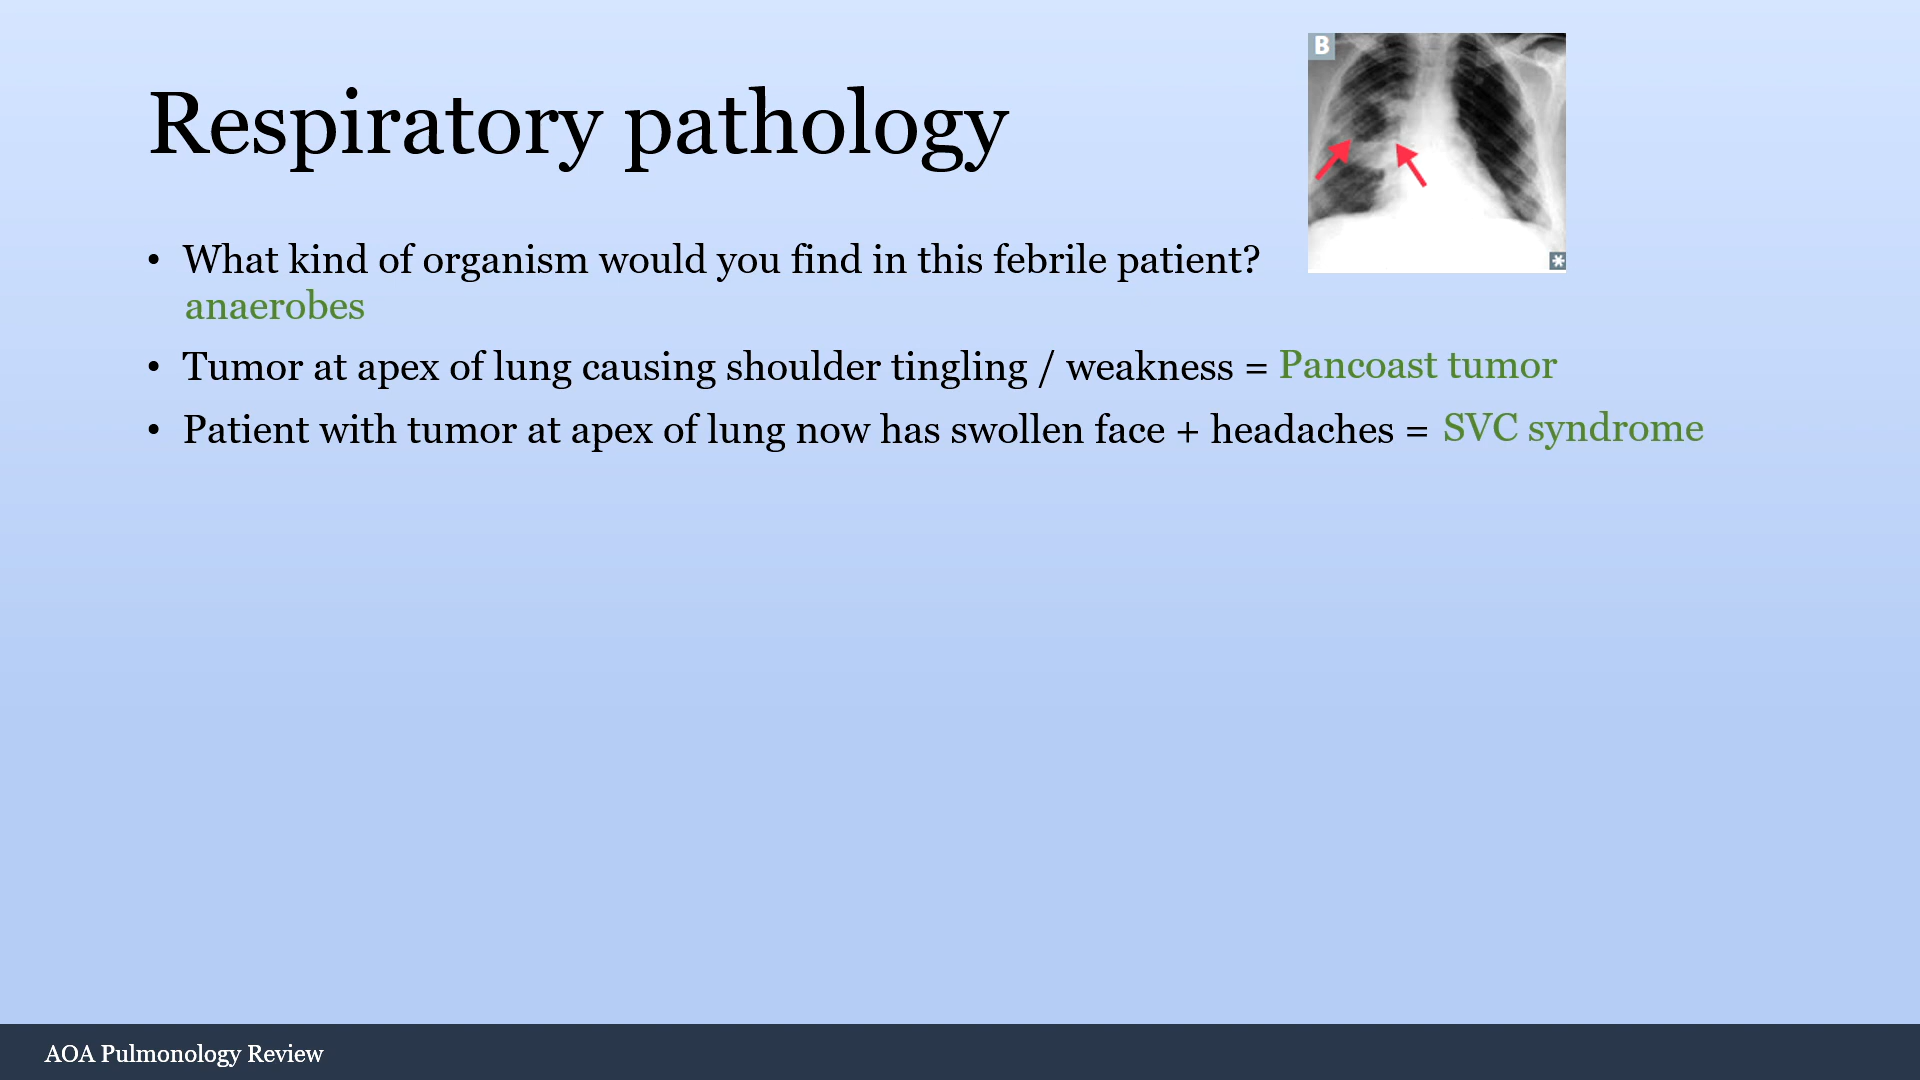 B
Respiratory pathology
• What kind of organism would you find in this febrile patient?
anaerobes
• Tumor at apex of lung causing shoulder tingling / weakness = Pancoast tumor
• Patient with tumor at apex of lung now has swollen face + headaches = SVC syndrome
AOA Pulmonology Review